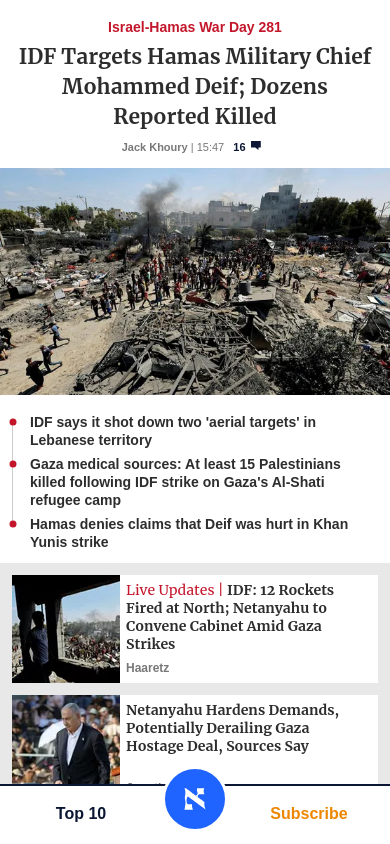 Israel-Hamas War Day 281
IDF Targets Hamas Military Chief
Mohammed Deif; Dozens
Reported Killed
Jack Khoury | 15:47 16
IDF says it shot down two 'aerial targets' in
Lebanese territory
Gaza medical sources: At least 15 Palestinians
killed following IDF strike on Gaza's Al-Shati
refugee camp
Hamas denies claims that Deif was hurt in Khan
Yunis strike
Live Updates | IDF: 12 Rockets
Fired at North; Netanyahu to
Convene Cabinet Amid Gaza
Strikes
Haaretz
Netanyahu Hardens Demands,
Potentially Derailing Gaza
Hostage Deal, Sources Say
Top 10
Subscribe